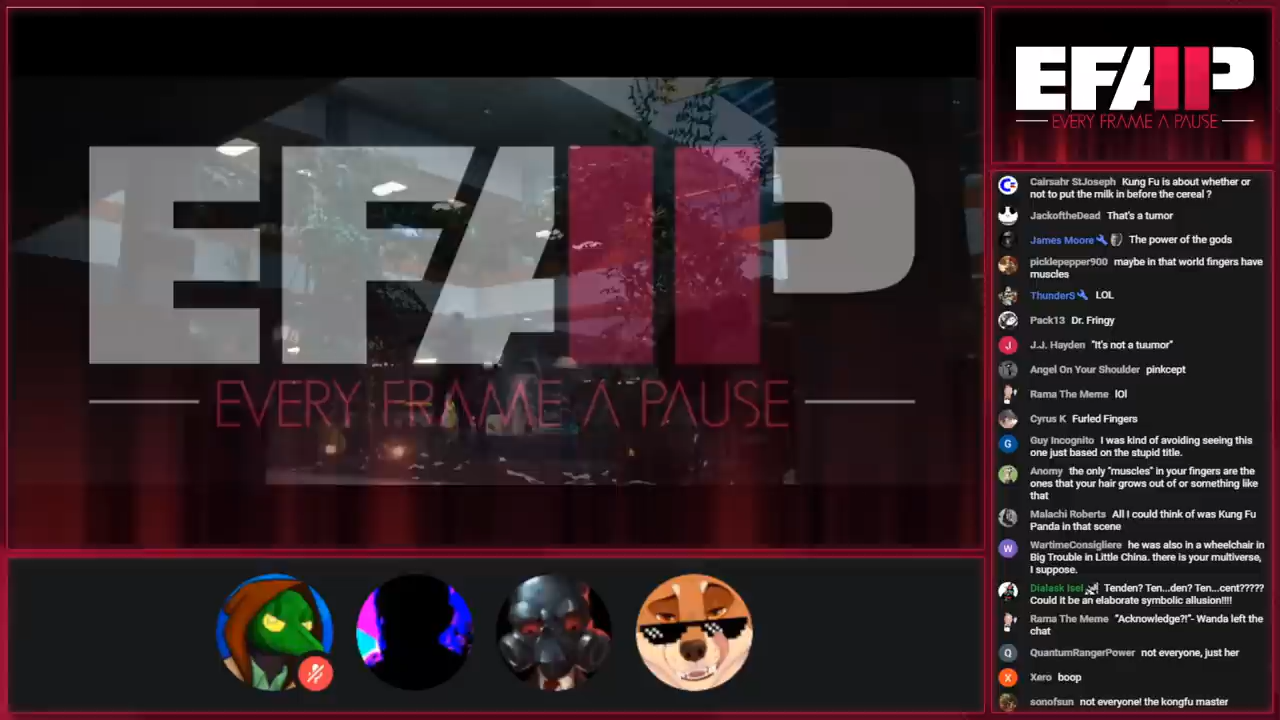 EFAP
EVERY FRAME A PAUSE
EFAP
EVERY FRAME A PAUSE
Cairsahr StJoseph Kung Fu is about whether or
not to put the milk in before the cereal ?
JackoftheDead That's a tumor
James Moore The power of the gods
picklepepper900 maybe in that world fingers have
muscles
ThunderS LOL
Pack13 Dr. Fringy
J
J.J. Hayden "It's not a tuumor"
Angel On Your Shoulder pinkcept
Rama The Meme lOl
Cyrus K Furled Fingers
G
Guy Incognito I was kind of avoiding seeing this
one just based on the stupid title.
Anomy the only "muscles" in your fingers are the
ones that your hair grows out of or something like
that
Malachi Roberts All I could think of was Kung Fu
Panda in that scene
W
WartimeConsigliere he was also in a wheelchair in
Big Trouble in Little China. there is your multiverse,
I suppose.
Dialask Isel Tenden? Ten...den? Ten...cent?????
Could it be an elaborate symbolic allusion!!!!
Rama The Meme "Acknowledge?!"- Wanda left the
chat
Q
QuantumRangerPower not everyone, just her
X
Xero boop
sonofsun not everyone! the kongfu master